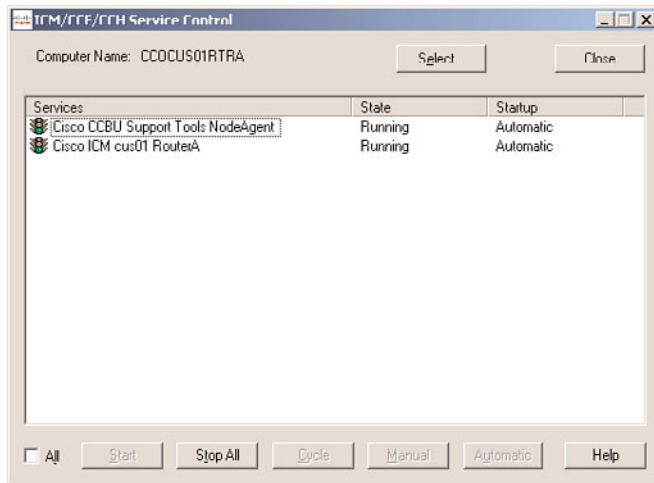 ICM/CCE/CCH Service Control
Computer Name: CCOCUS01RTRA
Select
Close
Services State Startup
Cisco CCBU Support Tools NodeAgent Running Automatic
Cisco ICM cus01 RouterA Running Automatic
All
Start
Stop All
Cycle
Manual
Automatic
Help